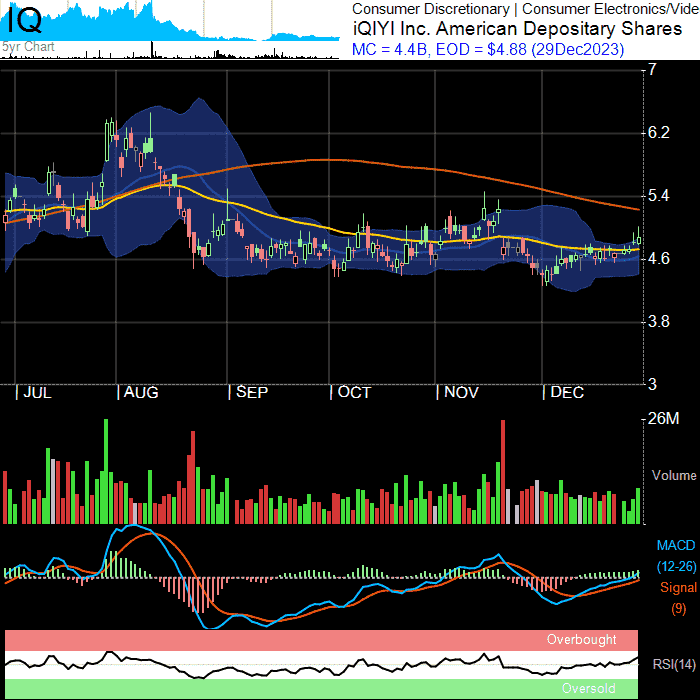 IQ
5yr Chart
Consumer Discretionary | Consumer Electronics/Vide
iQIYI Inc. American Depositary Shares
MC = 4.4B, EOD = $4.88 (29Dec2023)
7
6.2
5.4
4.6
3.8
3
| JUL | AUG | SEP | OCT | NOV | DEC
26M
Volume
MACD
(12-26)
Signal
(9)
Overbought
RSI(14)
Oversold